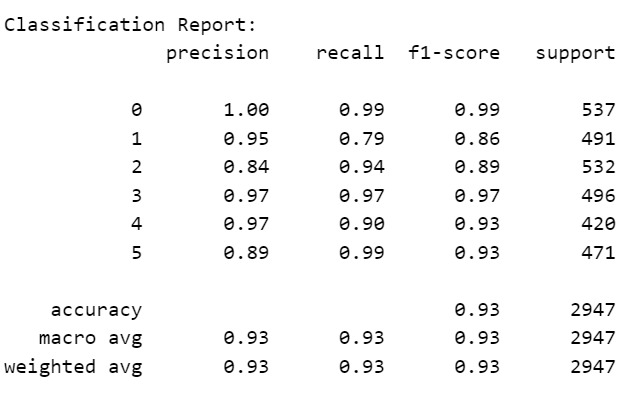 Classification Report:
precision recall f1-score support
0 1.00 0.99 0.99 537
1 0.95 0.79 0.86 491
2 0.84 0.94 0.89 532
3 0.97 0.97 0.97 496
4 0.97 0.90 0.93 420
5 0.89 0.99 0.93 471
accuracy 0.93 2947
macro avg 0.93 0.93 0.93 2947
weighted avg 0.93 0.93 0.93 2947